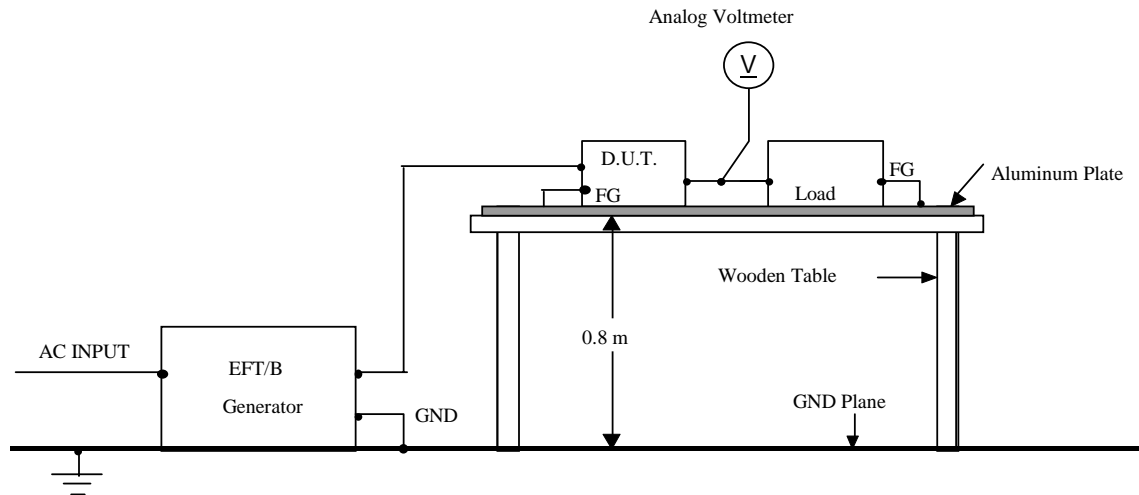 Analog Voltmeter
V
D.U.T.
FG
FG
Load
Aluminum Plate
Wooden Table
0.8 m
AC INPUT
EFT/B
Generator
GND
GND Plane